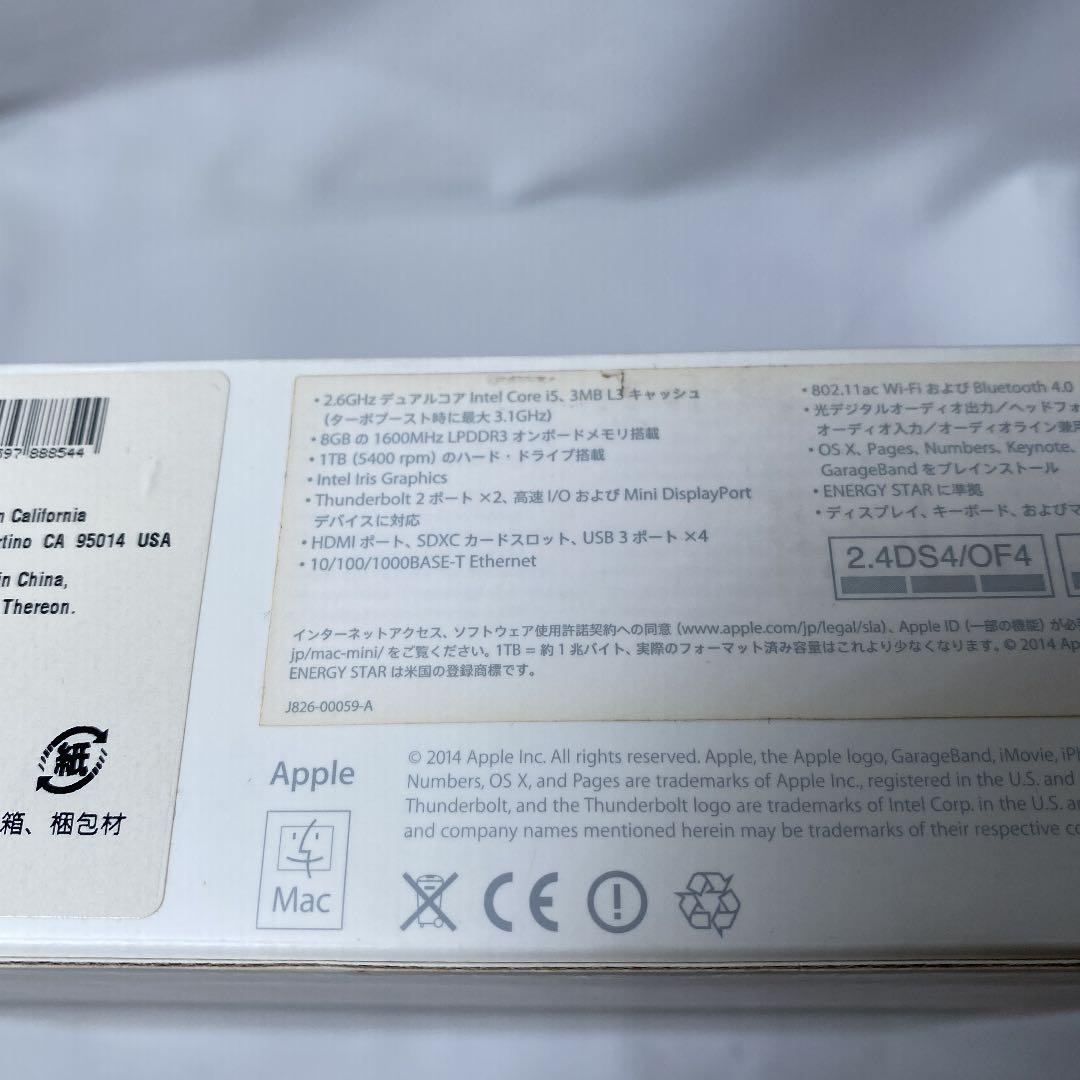 888544
n California
rtino CA 95014 USA
in China,
Thereon.
紙
箱、梱包材
・2.6GHz デュアルコア Intel Core i5、3MB L3 キャッシュ
(ターボブースト時に最大 3.1GHz)
・8GB の 1600MHz LPDDR3 オンボードメモリ搭載
・1TB (5400 rpm) のハード・ドライブ搭載
・Intel Iris Graphics
・Thunderbolt 2 ポート ×2、高速 I/O および Mini DisplayPort
デバイスに対応
・HDMI ポート、SDXC カードスロット、USB 3 ポート ×4
・10/100/1000BASE-T Ethernet
・802.11ac Wi-Fi および Bluetooth 4.0
・光デジタルオーディオ出力／ヘッドフォ
オーディオ入力／オーディオライン兼用
・OS X、Pages、Numbers、Keynote、
GarageBand をプレインストール
・ENERGY STAR に準拠
・ディスプレイ、キーボード、およびマ
2.4DS4/OF4
インターネットアクセス、ソフトウェア使用許諾契約への同意 (www.apple.com/jp/legal/sla)、Apple ID (一部の機能) が必
jp/mac-mini/ をご覧ください。1TB = 約 1 兆バイト、実際のフォーマット済み容量はこれより少なくなります。© 2014 Ap
ENERGY STAR は米国の登録商標です。
J826-00059-A
Apple
Mac
© 2014 Apple Inc. All rights reserved. Apple, the Apple logo, GarageBand, iMovie, iPh
Numbers, OS X, and Pages are trademarks of Apple Inc., registered in the U.S. and
Thunderbolt, and the Thunderbolt logo are trademarks of Intel Corp. in the U.S. an
and company names mentioned herein may be trademarks of their respective co
CE